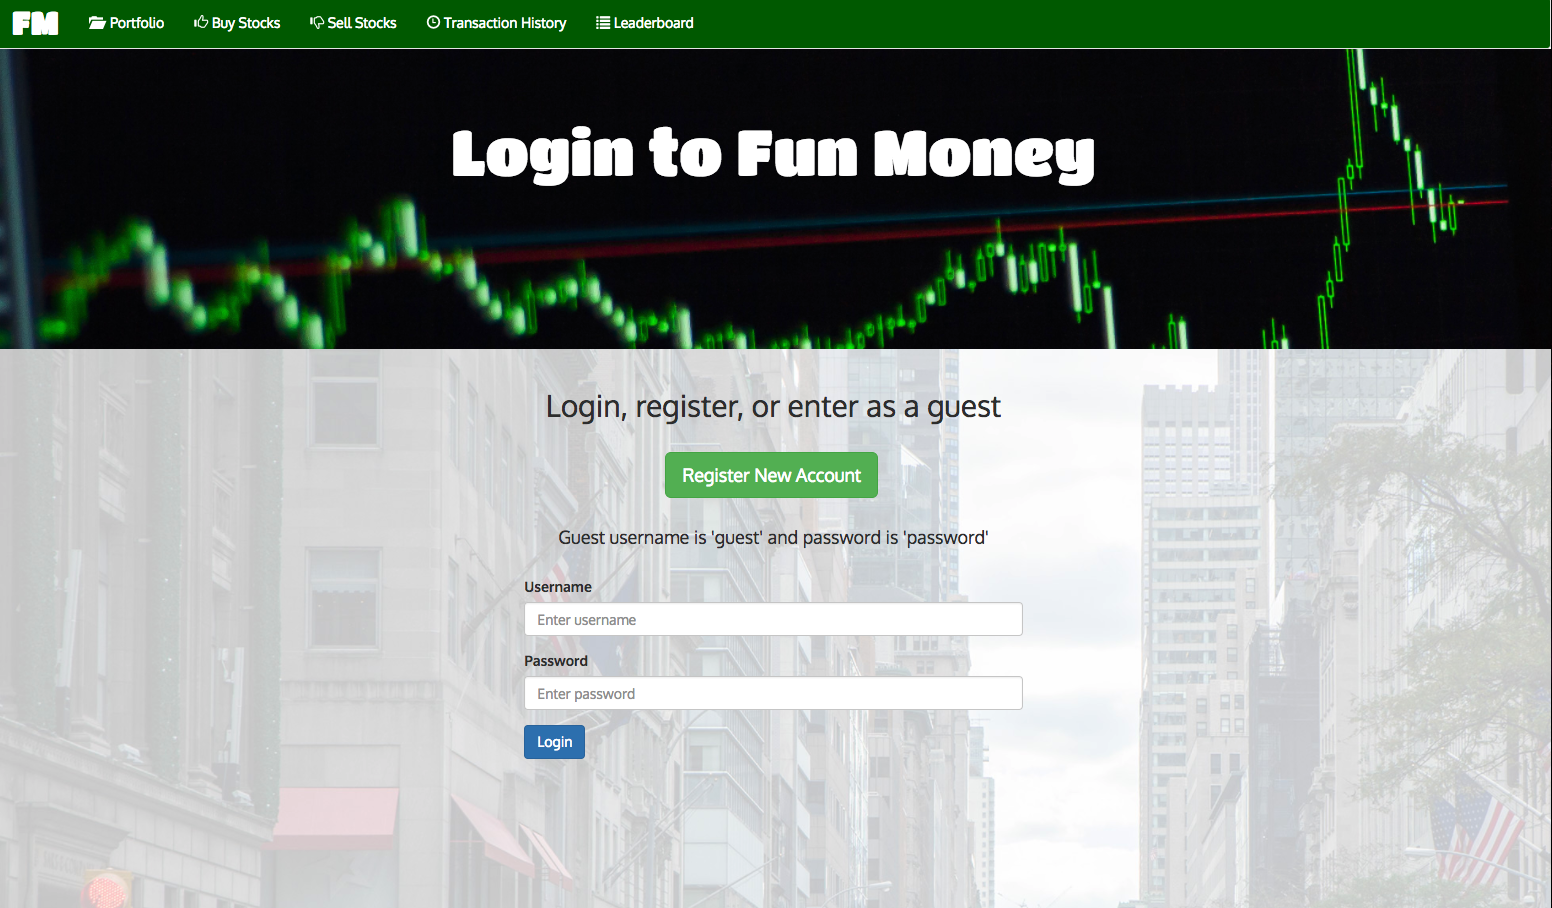 FM Portfolio Buy Stocks Sell Stocks Transaction History Leaderboard
Login to Fun Money
Login, register, or enter as a guest
Register New Account
Guest username is 'guest' and password is 'password'
Username
Enter username
Password
Enter password
Login